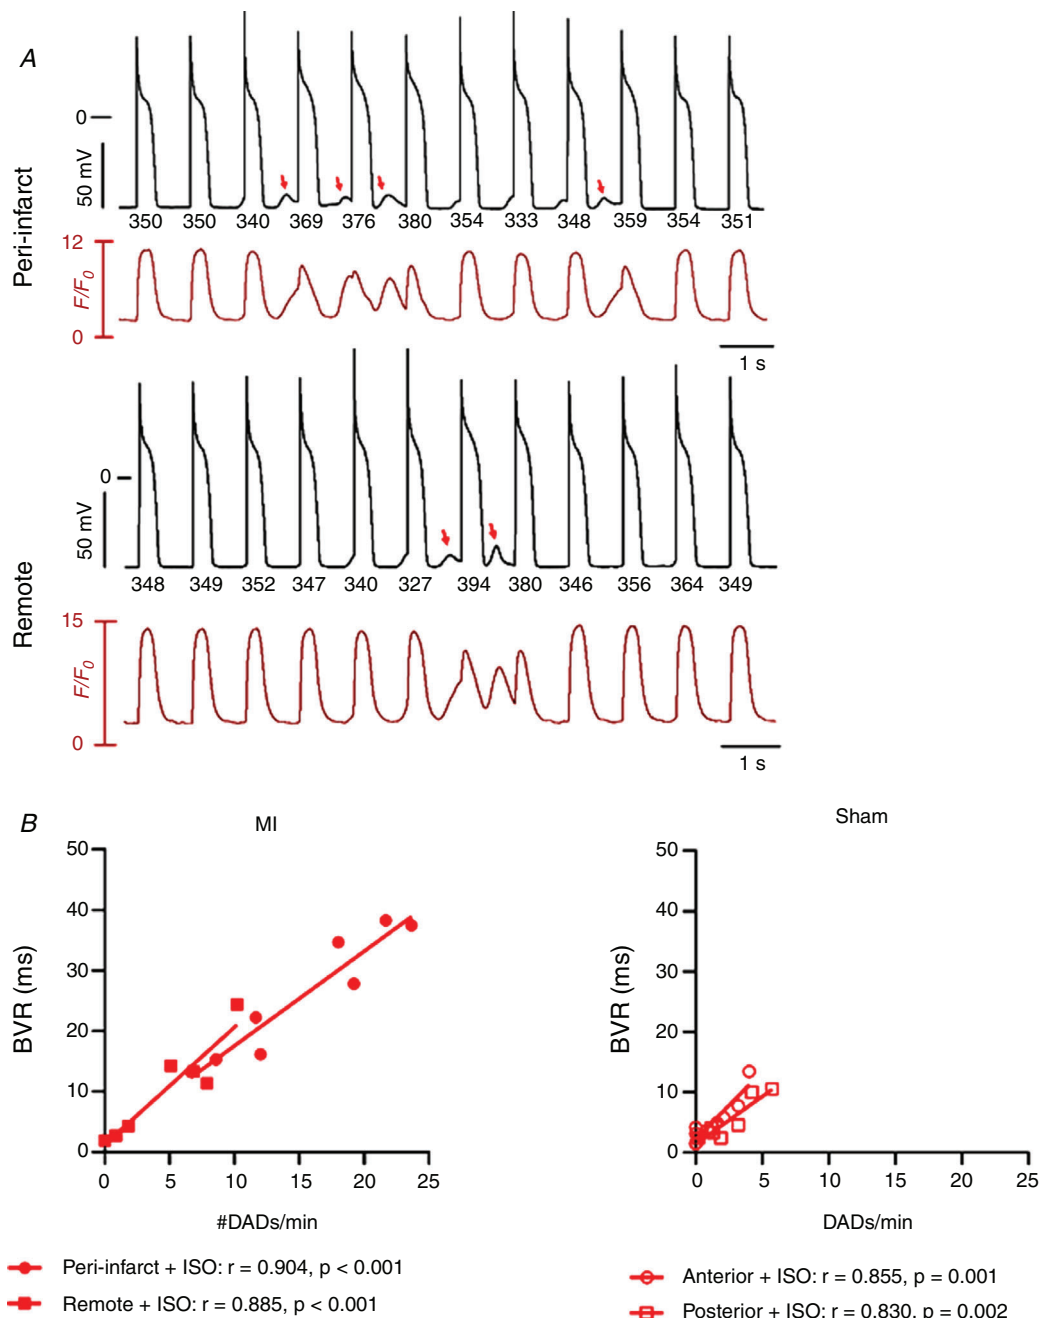 A
Peri-infarct
0
50 mV
350 350 340 369 376 380 354 333 348 359 354 351
12
F/F0
0
1 s
Remote
0
50 mV
348 349 352 347 340 327 394 380 346 356 364 349
15
F/F0
0
1 s
B
MI
50
40
30
20
10
0
BVR (ms)
0 5 10 15 20 25
#DADs/min
Peri-infarct + ISO: r = 0.904, p < 0.001
Remote + ISO: r = 0.885, p < 0.001
Sham
50
40
30
20
10
0
BVR (ms)
0 5 10 15 20 25
DADs/min
Anterior + ISO: r = 0.855, p = 0.001
Posterior + ISO: r = 0.830, p = 0.002